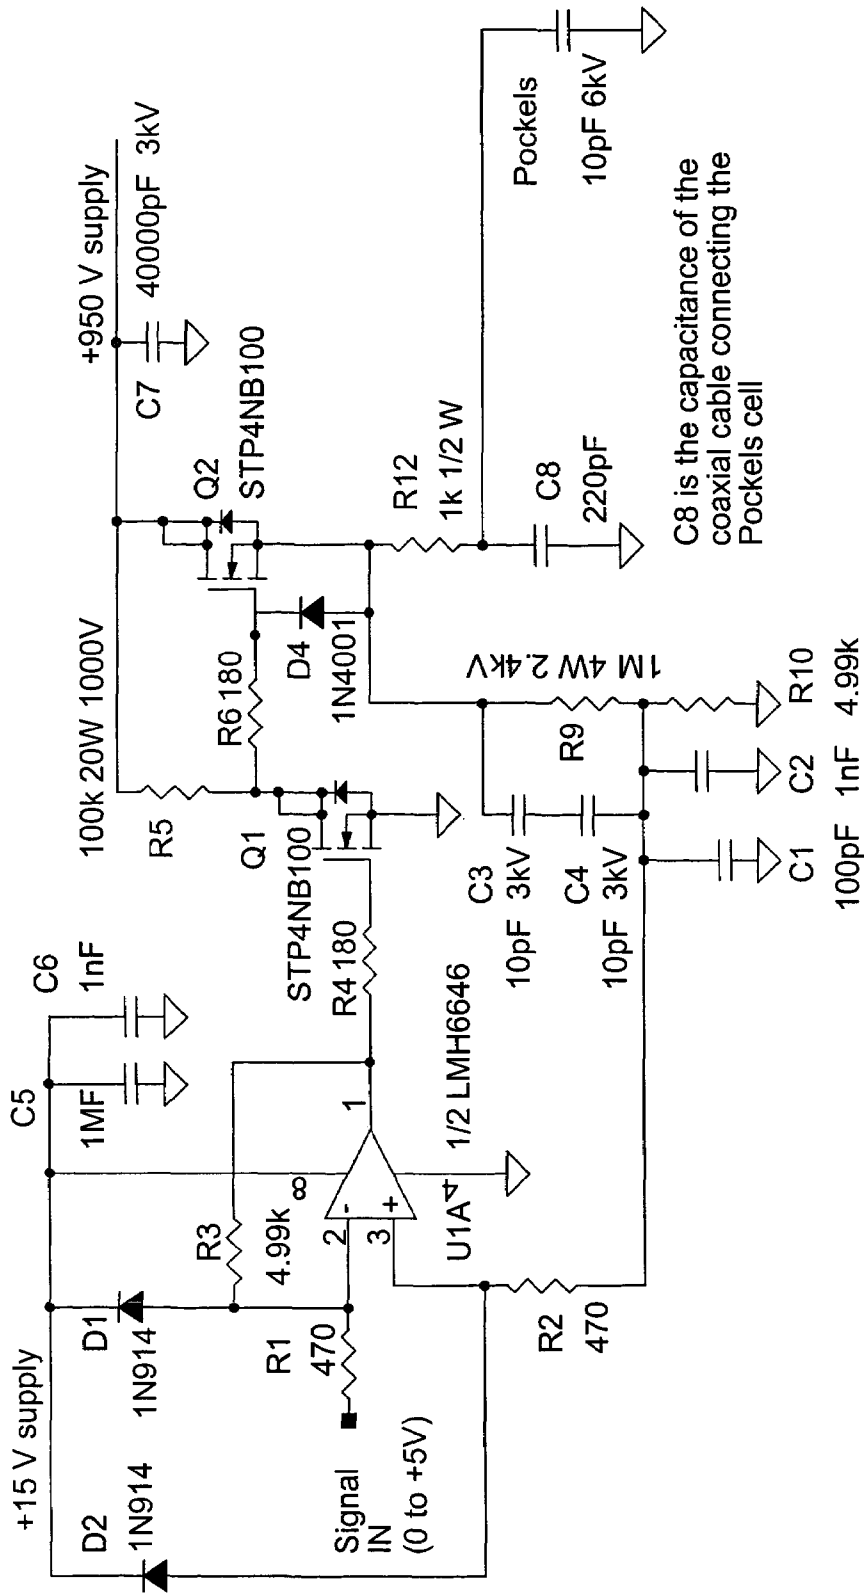 +15 V supply
D2
1N914
D1
1N914
C5
1MF
C6
1nF
R3
4.99k
8
2
3
-
+
1
U1A
4
1/2 LMH6646
Signal
IN
(0 to +5V)
R1
470
R2
470
R4 180
Q1
STP4NB100
R5
100k 20W 1000V
R6 180
D4
1N4001
Q2
STP4NB100
+950 V supply
C7
40000pF 3kV
R12
1k 1/2 W
C8
220pF
Pockels
10pF 6kV
C3
10pF 3kV
C4
10pF 3kV
R9
1M 4W 2.4kV
C1
100pF
C2
1nF
R10
4.99k
C8 is the capacitance of the
coaxial cable connecting the
Pockels cell